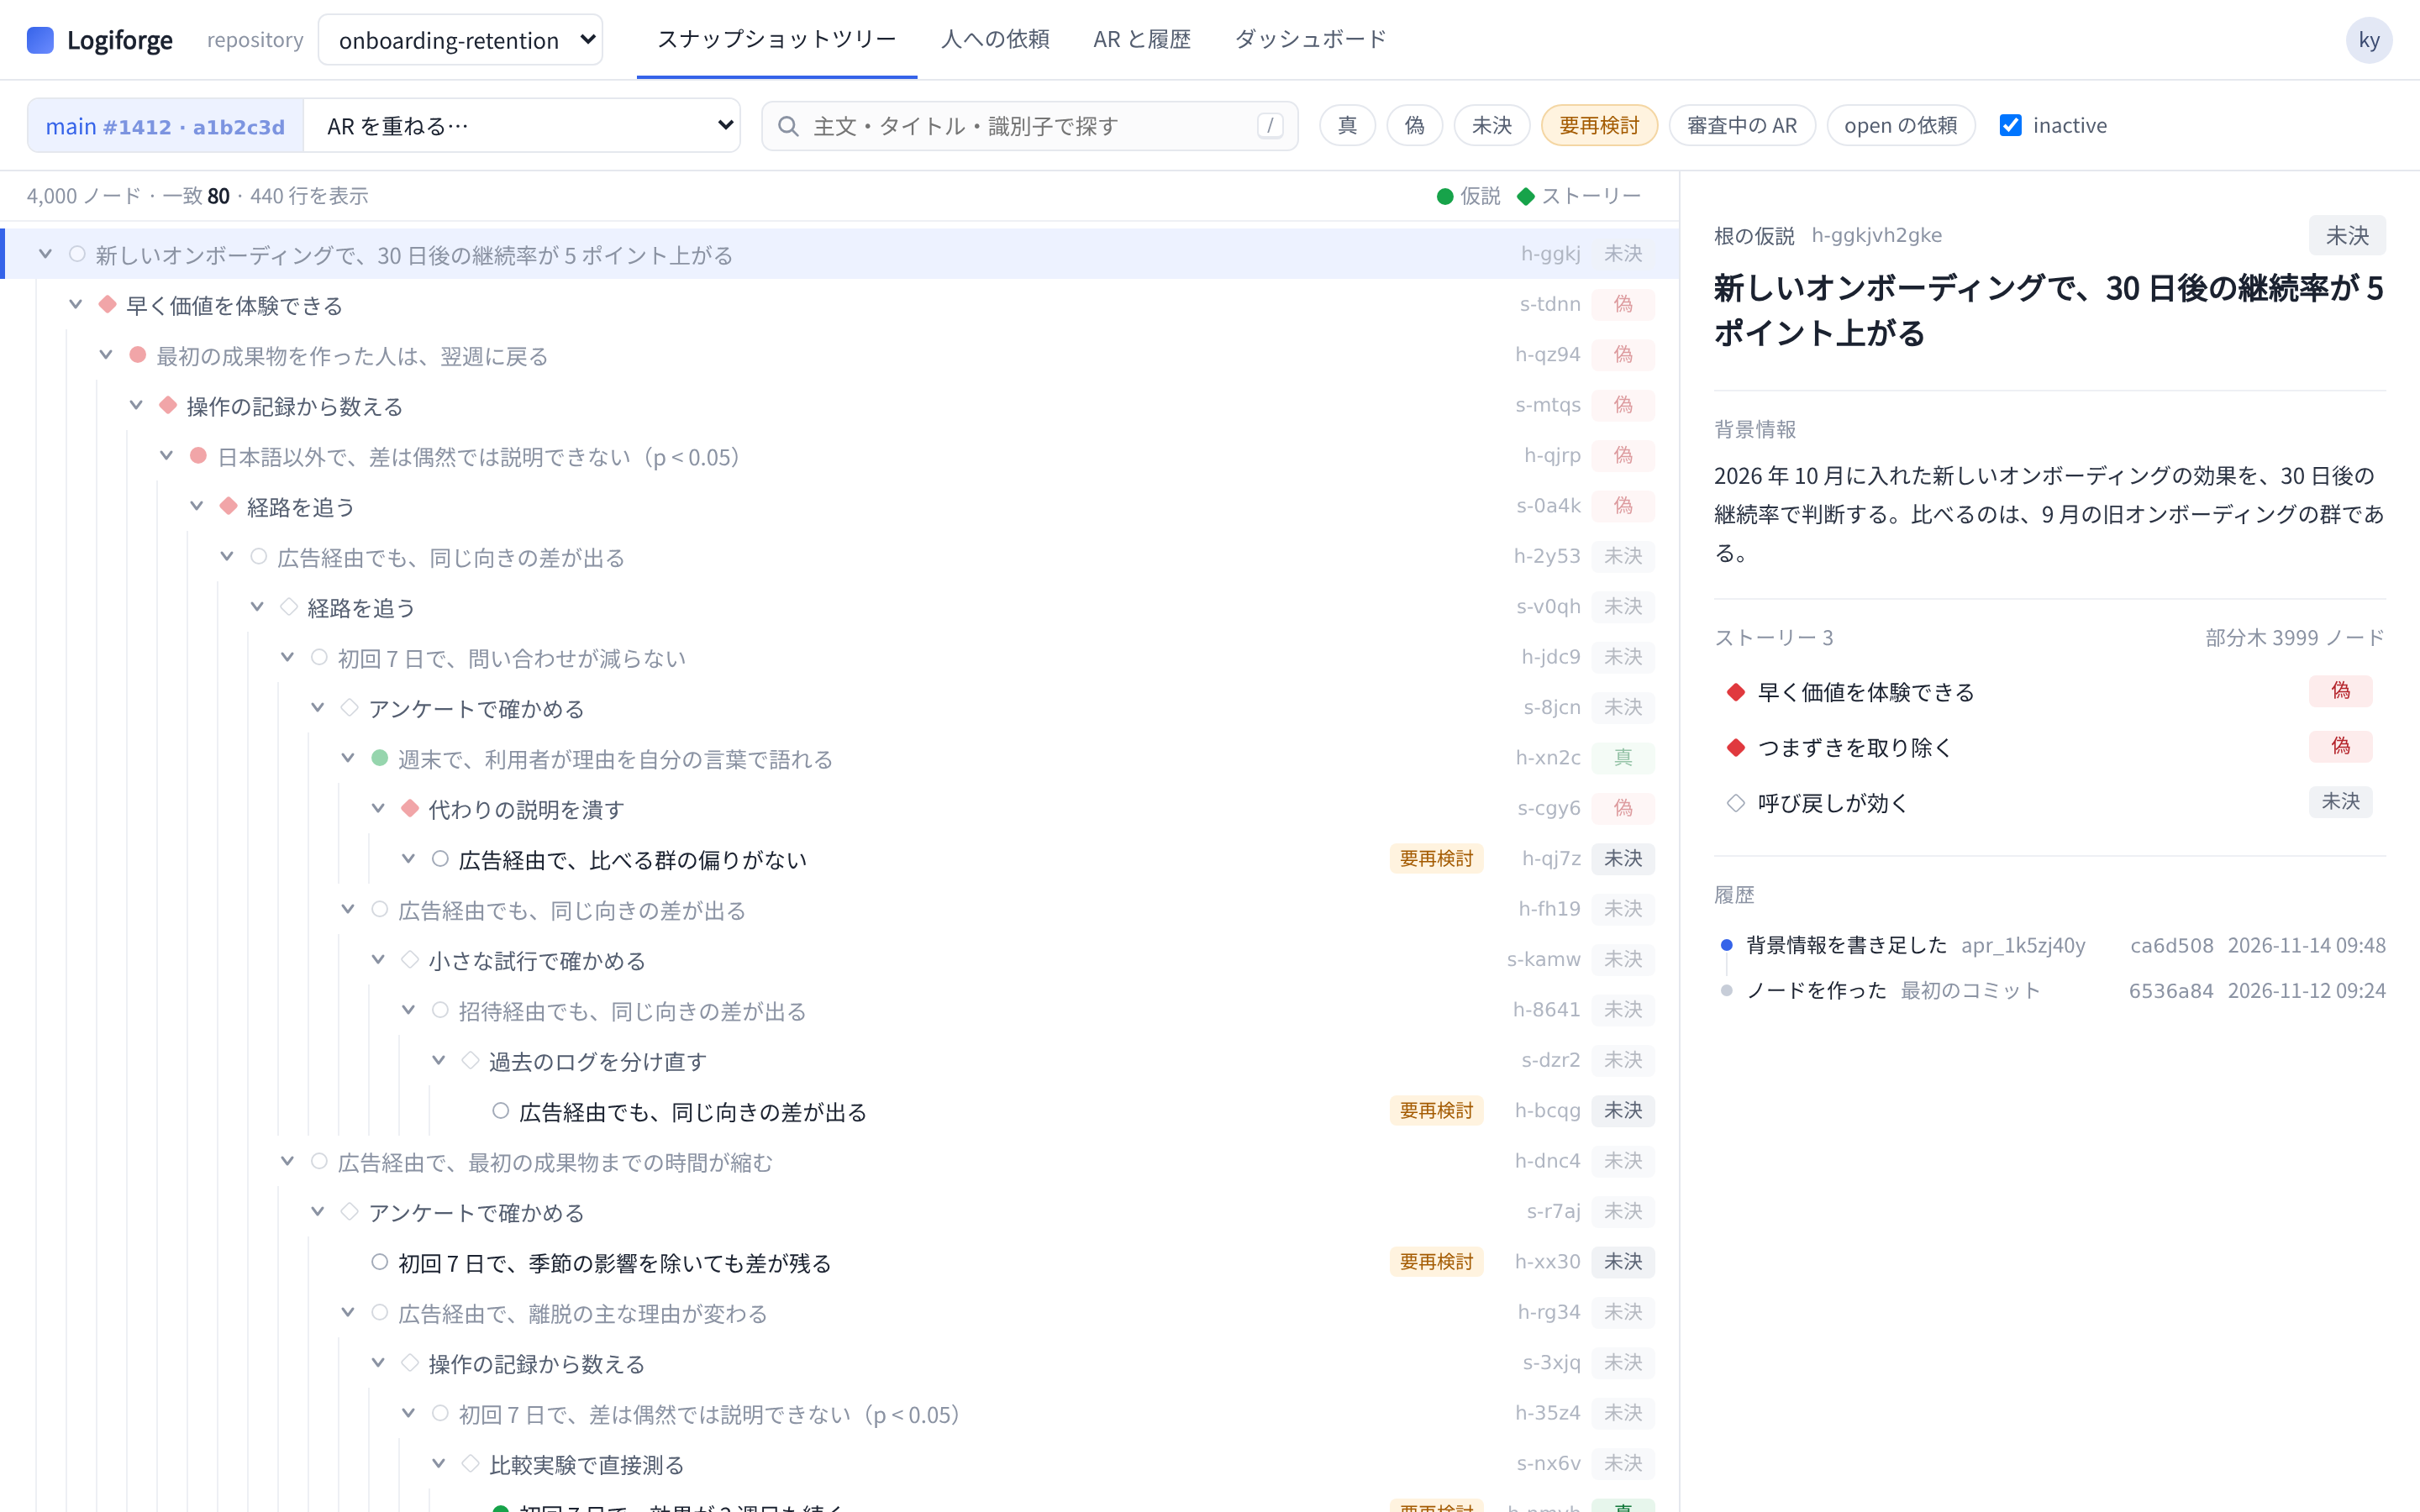 Logiforge repository onboarding-retention スナップショットツリー 人への依頼 AR と履歴 ダッシュボード ky
main #1412 · a1b2c3d AR を重ねる… 主文・タイトル・識別子で探す / 真 偽 未決 要再検討 審査中の AR open の依頼 inactive
4,000 ノード · 一致 80 · 440 行を表示 仮説 ストーリー
新しいオンボーディングで、30 日後の継続率が 5 ポイント上がる h-ggkj 未決
早く価値を体験できる s-tdnn 偽
最初の成果物を作った人は、翌週に戻る h-qz94 偽
操作の記録から数える s-mtqs 偽
日本語以外で、差は偶然では説明できない（p < 0.05） h-qjrp 偽
経路を追う s-0a4k 偽
広告経由でも、同じ向きの差が出る h-2y53 未決
経路を追う s-v0qh 未決
初回 7 日で、問い合わせが減らない h-jdc9 未決
アンケートで確かめる s-8jcn 未決
週末で、利用者が理由を自分の言葉で語れる h-xn2c 真
代わりの説明を潰す s-cgy6 偽
広告経由で、比べる群の偏りがない 要再検討 h-qj7z 未決
広告経由でも、同じ向きの差が出る h-fh19 未決
小さな試行で確かめる s-kamw 未決
招待経由でも、同じ向きの差が出る h-8641 未決
過去のログを分け直す s-dzr2 未決
広告経由でも、同じ向きの差が出る 要再検討 h-bcqg 未決
広告経由で、最初の成果物までの時間が縮む h-dnc4 未決
アンケートで確かめる s-r7aj 未決
初回 7 日で、季節の影響を除いても差が残る 要再検討 h-xx30 未決
広告経由で、離脱の主な理由が変わる h-rg34 未決
操作の記録から数える s-3xjq 未決
初回 7 日で、差は偶然では説明できない（p < 0.05） h-35z4 未決
比較実験で直接測る s-nx6v 未決
根の仮説 h-ggkjvh2gke 未決
新しいオンボーディングで、30 日後の継続率が 5
ポイント上がる
背景情報
2026 年 10 月に入れた新しいオンボーディングの効果を、30 日後の
継続率で判断する。比べるのは、9 月の旧オンボーディングの群であ
る。
ストーリー 3 部分木 3999 ノード
早く価値を体験できる 偽
つまずきを取り除く 偽
呼び戻しが効く 未決
履歴
背景情報を書き足した apr_1k5zj40y ca6d508 2026-11-14 09:48
ノードを作った 最初のコミット 6536a84 2026-11-12 09:24